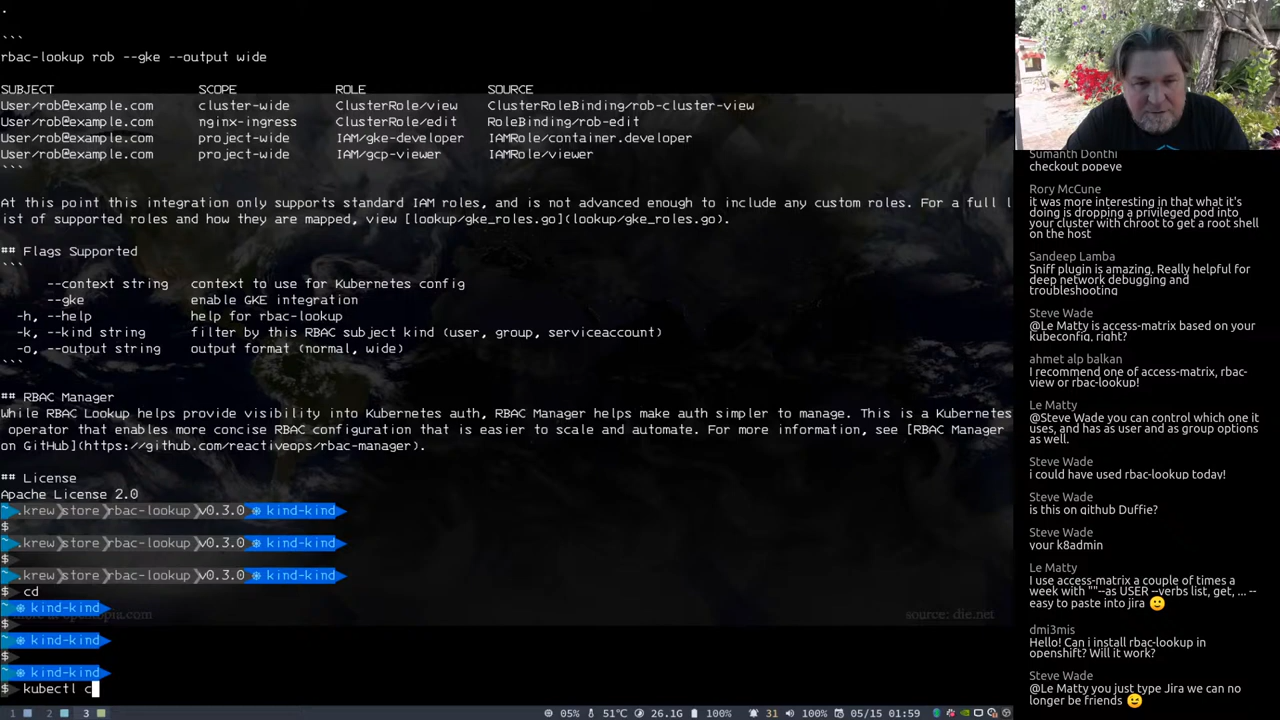 .
```
rbac-lookup rob --gke --output wide
SUBJECT SCOPE ROLE SOURCE
User/rob@example.com cluster-wide ClusterRole/view ClusterRoleBinding/rob-cluster-view
User/rob@example.com nginx-ingress ClusterRole/edit RoleBinding/rob-edit
User/rob@example.com project-wide IAM/gke-developer IAMRole/container.developer
User/rob@example.com project-wide IAM/gcp-viewer IAMRole/viewer
```
At this point this integration only supports standard IAM roles, and is not advanced enough to include any custom roles. For a full l
ist of supported roles and how they are mapped, view [lookup/gke_roles.go](lookup/gke_roles.go).
## Flags Supported
```
--context string context to use for Kubernetes config
--gke enable GKE integration
-h, --help help for rbac-lookup
-k, --kind string filter by this RBAC subject kind (user, group, serviceaccount)
-o, --output string output format (normal, wide)
```
## RBAC Manager
While RBAC Lookup helps provide visibility into Kubernetes auth, RBAC Manager helps make auth simpler to manage. This is a Kubernetes
operator that enables more concise RBAC configuration that is easier to scale and automate. For more information, see [RBAC Manager
on GitHub](https://github.com/reactiveops/rbac-manager).
## License
Apache License 2.0
~ .krew store rbac-lookup v0.3.0 ⎈ kind-kind
$
~ .krew store rbac-lookup v0.3.0 ⎈ kind-kind
$
~ .krew store rbac-lookup v0.3.0 ⎈ kind-kind
$ cd
~ ⎈ kind-kind
$
~ ⎈ kind-kind
$
~ ⎈ kind-kind
$ kubectl c
source: die.net
1 2 3
05% 51°C 26.1G 100% 31 100% 05/15 01:59
Sumanth Donthi
checkout popeye
Rory McCune
it was more interesting in that what it's
doing is dropping a privileged pod into
your cluster with chroot to get a root shell
on the host
Sandeep Lamba
Sniff plugin is amazing. Really helpful for
deep network debugging and
troubleshooting
Steve Wade
@Le Matty is access-matrix based on your
kubeconfig, right?
ahmet alp balkan
I recommend one of access-matrix, rbac-
view or rbac-lookup!
Le Matty
@Steve Wade you can control which one it
uses, and has as user and as group options
as well.
Steve Wade
i could have used rbac-lookup today!
Steve Wade
is this on github Duffie?
Steve Wade
your k8admin
Le Matty
I use access-matrix a couple of times a
week with ""--as USER --verbs list, get, ... --
easy to paste into jira 🙂
dmi3mis
Hello! Can i install rbac-lookup in
openshift? Will it work?
Steve Wade
@Le Matty you just type Jira we can no
longer be friends 😉